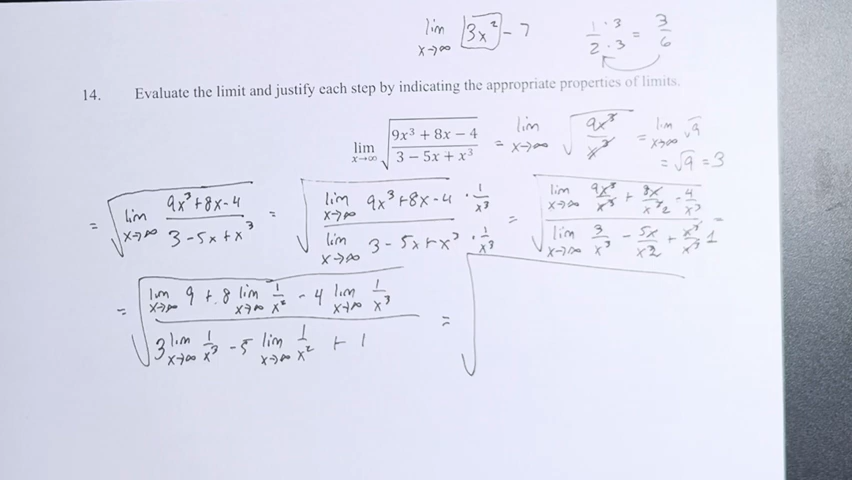 lim x→∞ 3x² − 7
1·3 / 2·3 = 3/6
14. Evaluate the limit and justify each step by indicating the appropriate properties of limits.
lim x→∞ √((9x³ + 8x − 4)/(3 − 5x + x³)) = lim x→∞ √(9x³/x³) = lim x→∞ √9
= √9 = 3
= √(lim x→∞ (9x³+8x−4)/(3−5x+x³)) = √((lim x→∞ 9x³+8x−4 · 1/x³)/(lim x→∞ 3−5x+x³ · 1/x³)) = √((lim x→∞ 9x³/x³ + 8x/x³2 − 4/x³)/(lim x→∞ 3/x³ − 5x/x³2 + x³/x³ 1)) =
= √((lim x→∞ 9 + 8 lim x→∞ 1/x² − 4 lim x→∞ 1/x³)/(3 lim x→∞ 1/x³ − 5 lim x→∞ 1/x² + 1)) = √